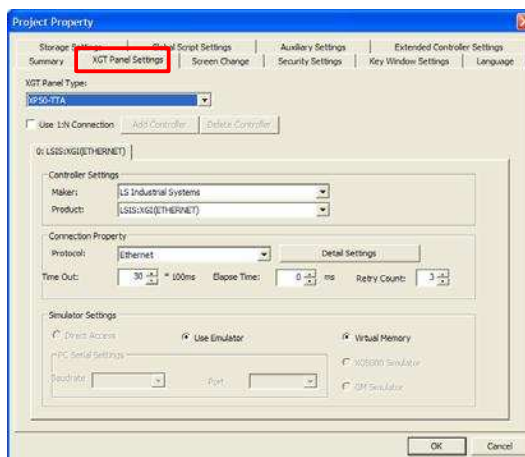 Project Property
Storage Settings Global Script Settings Auxiliary Settings Extended Controller Settings
Summary XGT Panel Settings Screen Change Security Settings Key Window Settings Language
XGT Panel Type:
XP50-TTA
Use 1:N Connection Add Controller Delete Controller
0: LSIS:XGI(ETHERNET)
Controller Settings
Maker: LS Industrial Systems
Product: LSIS:XGI(ETHERNET)
Connection Property
Protocol: Ethernet Detail Settings
Time Out: 30 * 100ms Elapse Time: 0 ms Retry Count: 3
Simulator Settings
Direct Access Use Emulator Virtual Memory
PC Serial Settings
Baudrate Port
Simulator
GM Simulator
OK Cancel